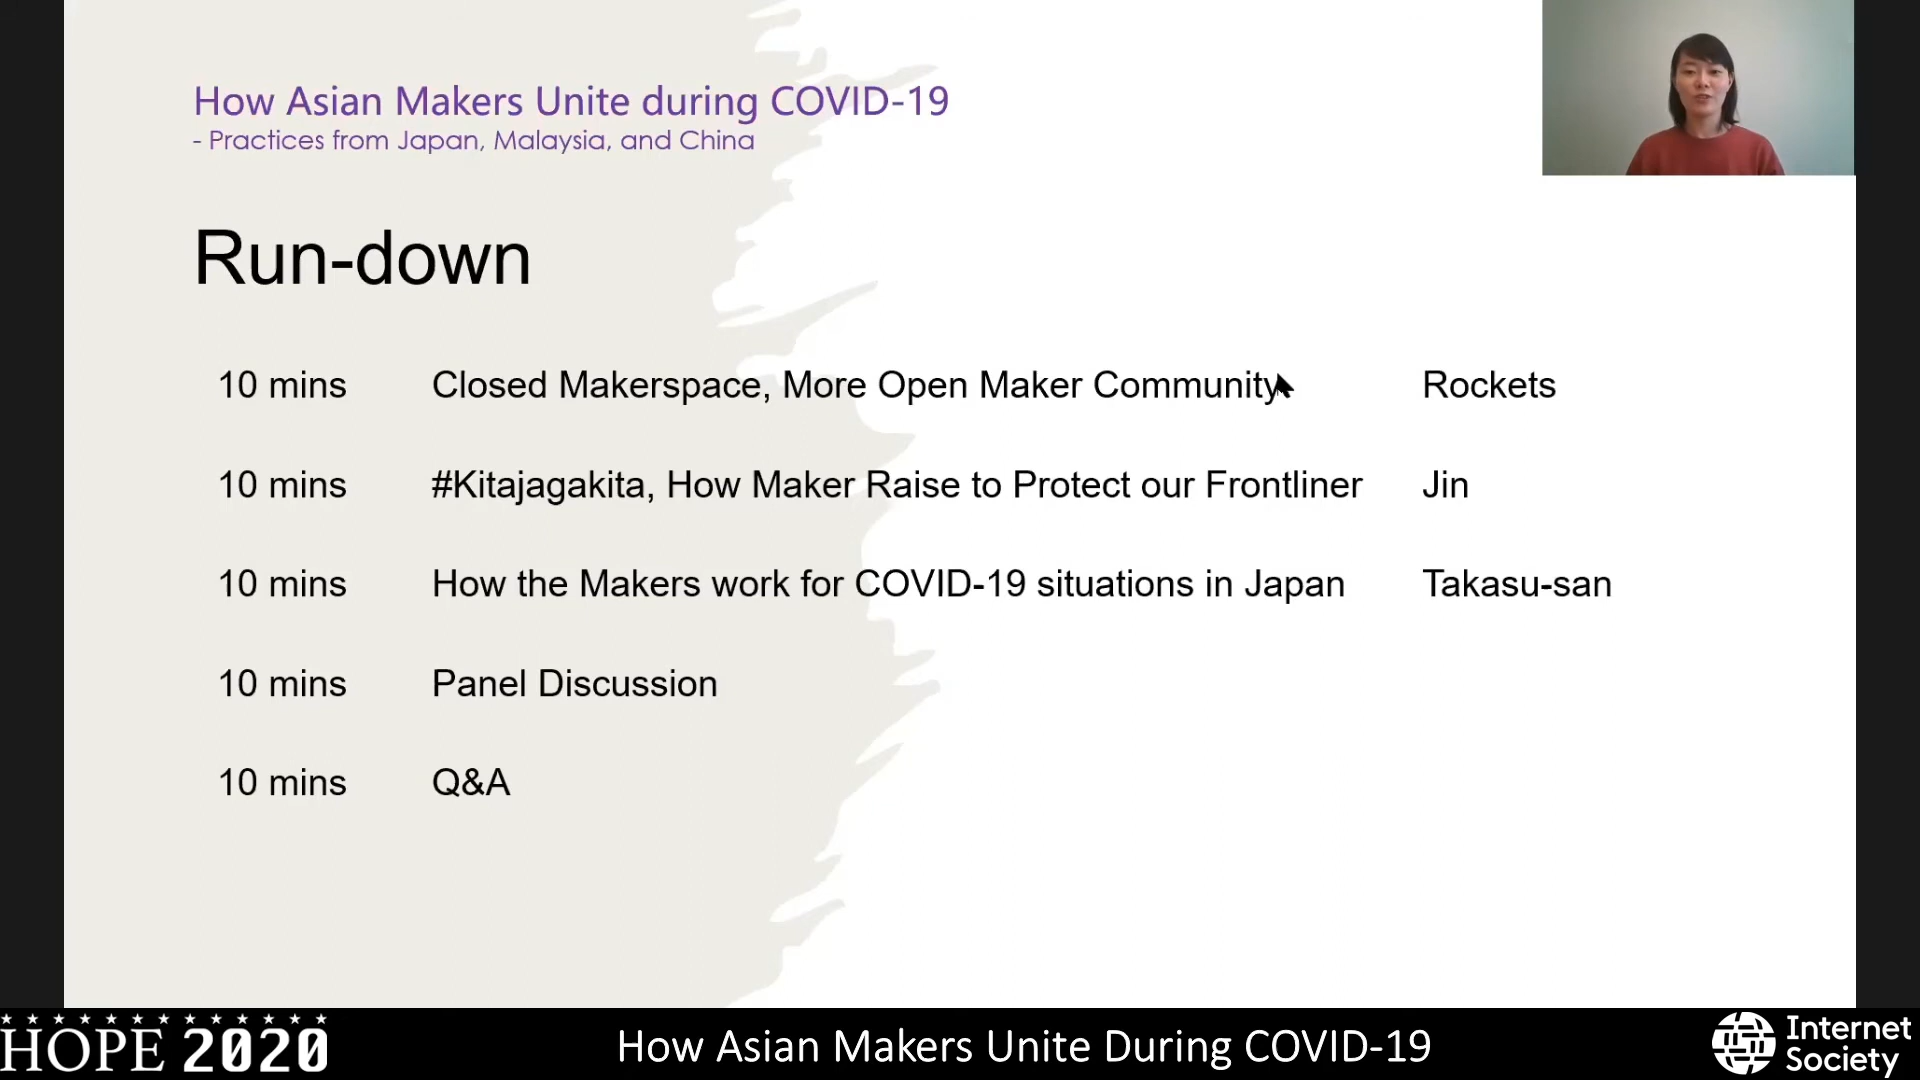 How Asian Makers Unite during COVID-19
- Practices from Japan, Malaysia, and China
Run-down
10 mins Closed Makerspace, More Open Maker Community Rockets
10 mins #Kitajagakita, How Maker Raise to Protect our Frontliner Jin
10 mins How the Makers work for COVID-19 situations in Japan Takasu-san
10 mins Panel Discussion
10 mins Q&A
HOPE 2020
How Asian Makers Unite During COVID-19
Internet
Society